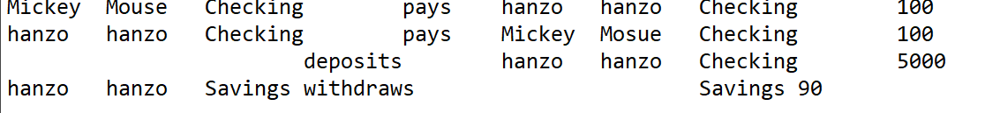 Mickey Mouse Checking pays hanzo hanzo Checking 100
hanzo hanzo Checking pays Mickey Mosue Checking 100
deposits hanzo hanzo Checking 5000
hanzo hanzo Savings withdraws Savings 90